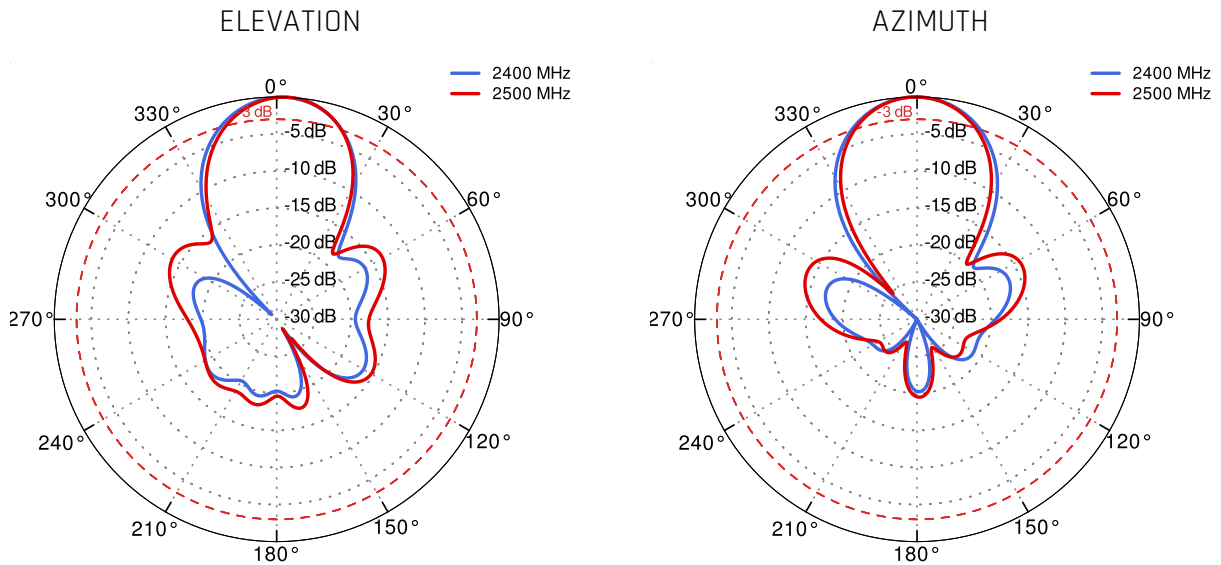 ELEVATION
2400 MHz
2500 MHz
0°
330°
30°
3 dB
-5 dB
-10 dB
300°
60°
-15 dB
-20 dB
-25 dB
270°
-30 dB
90°
240°
120°
210°
150°
180°
AZIMUTH
2400 MHz
2500 MHz
0°
330°
30°
-3 dB
-5 dB
-10 dB
300°
60°
-15 dB
-20 dB
-25 dB
270°
-30 dB
90°
240°
120°
210°
150°
180°